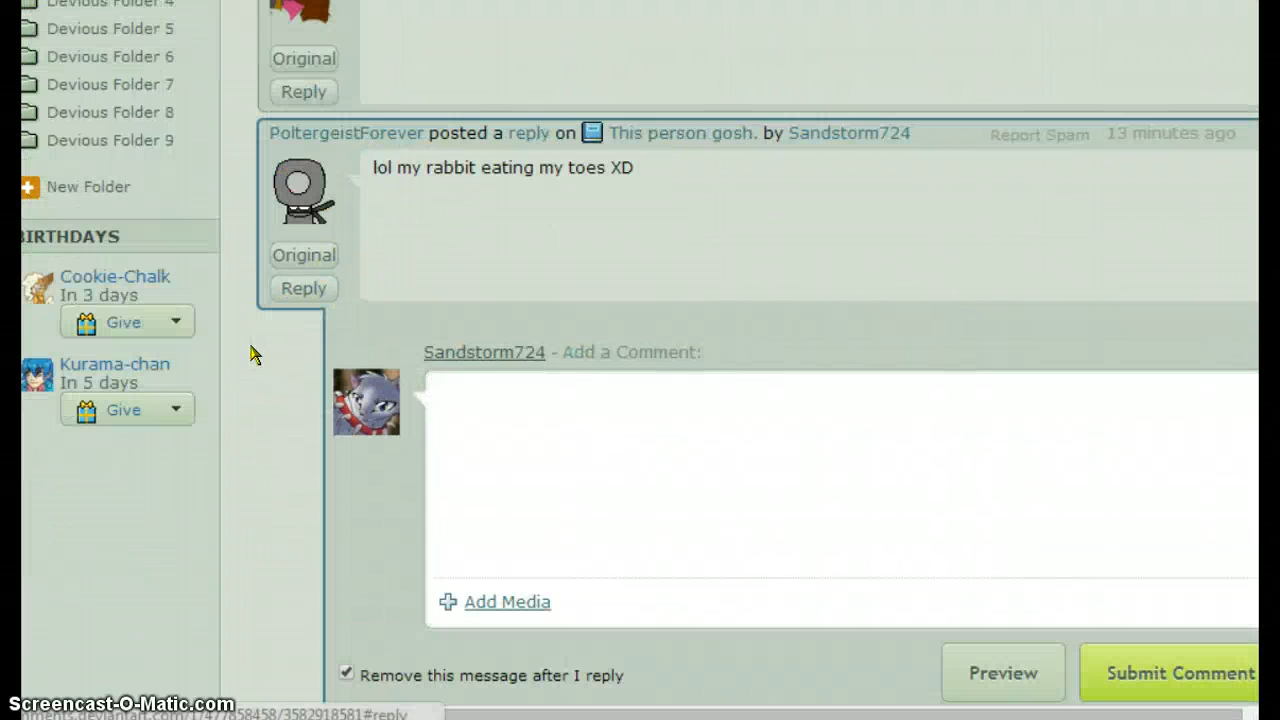 Devious Folder 4
Devious Folder 5
Devious Folder 6
Devious Folder 7
Devious Folder 8
Devious Folder 9
New Folder
BIRTHDAYS
Cookie-Chalk
In 3 days
Give
Kurama-chan
In 5 days
Give
Original
Reply
PoltergeistForever posted a reply on This person gosh. by Sandstorm724 Report Spam 13 minutes ago
lol my rabbit eating my toes XD
Original
Reply
Sandstorm724 - Add a Comment:
Add Media
Remove this message after I reply
Preview
Submit Comment
Screencast-O-Matic.com